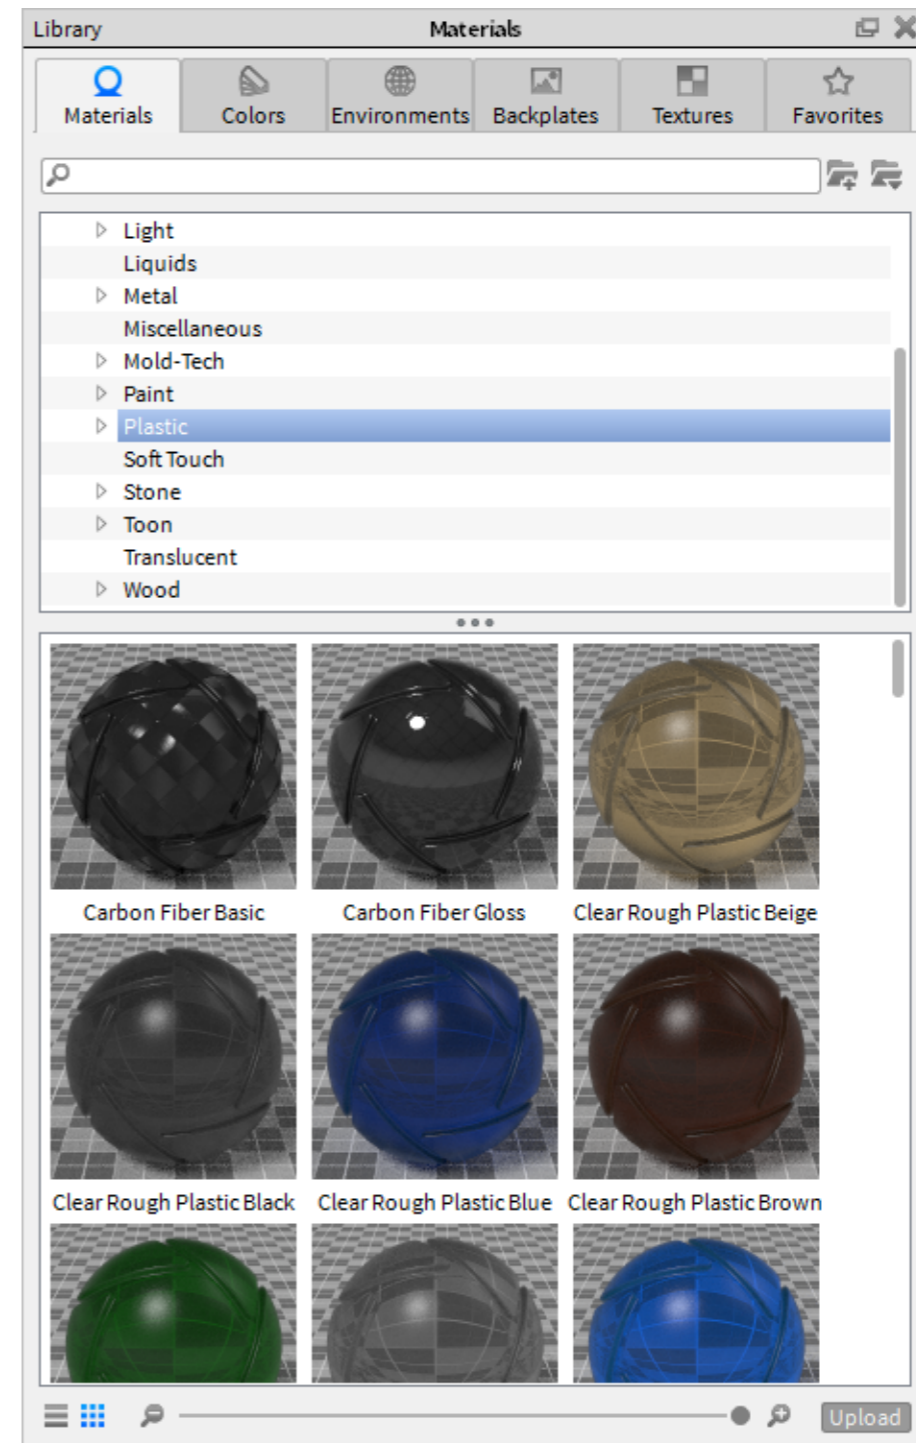 Library Materials
Materials Colors Environments Backplates Textures Favorites
Light
Liquids
Metal
Miscellaneous
Mold-Tech
Paint
Plastic
Soft Touch
Stone
Toon
Translucent
Wood
Carbon Fiber Basic Carbon Fiber Gloss Clear Rough Plastic Beige
Clear Rough Plastic Black Clear Rough Plastic Blue Clear Rough Plastic Brown
Upload